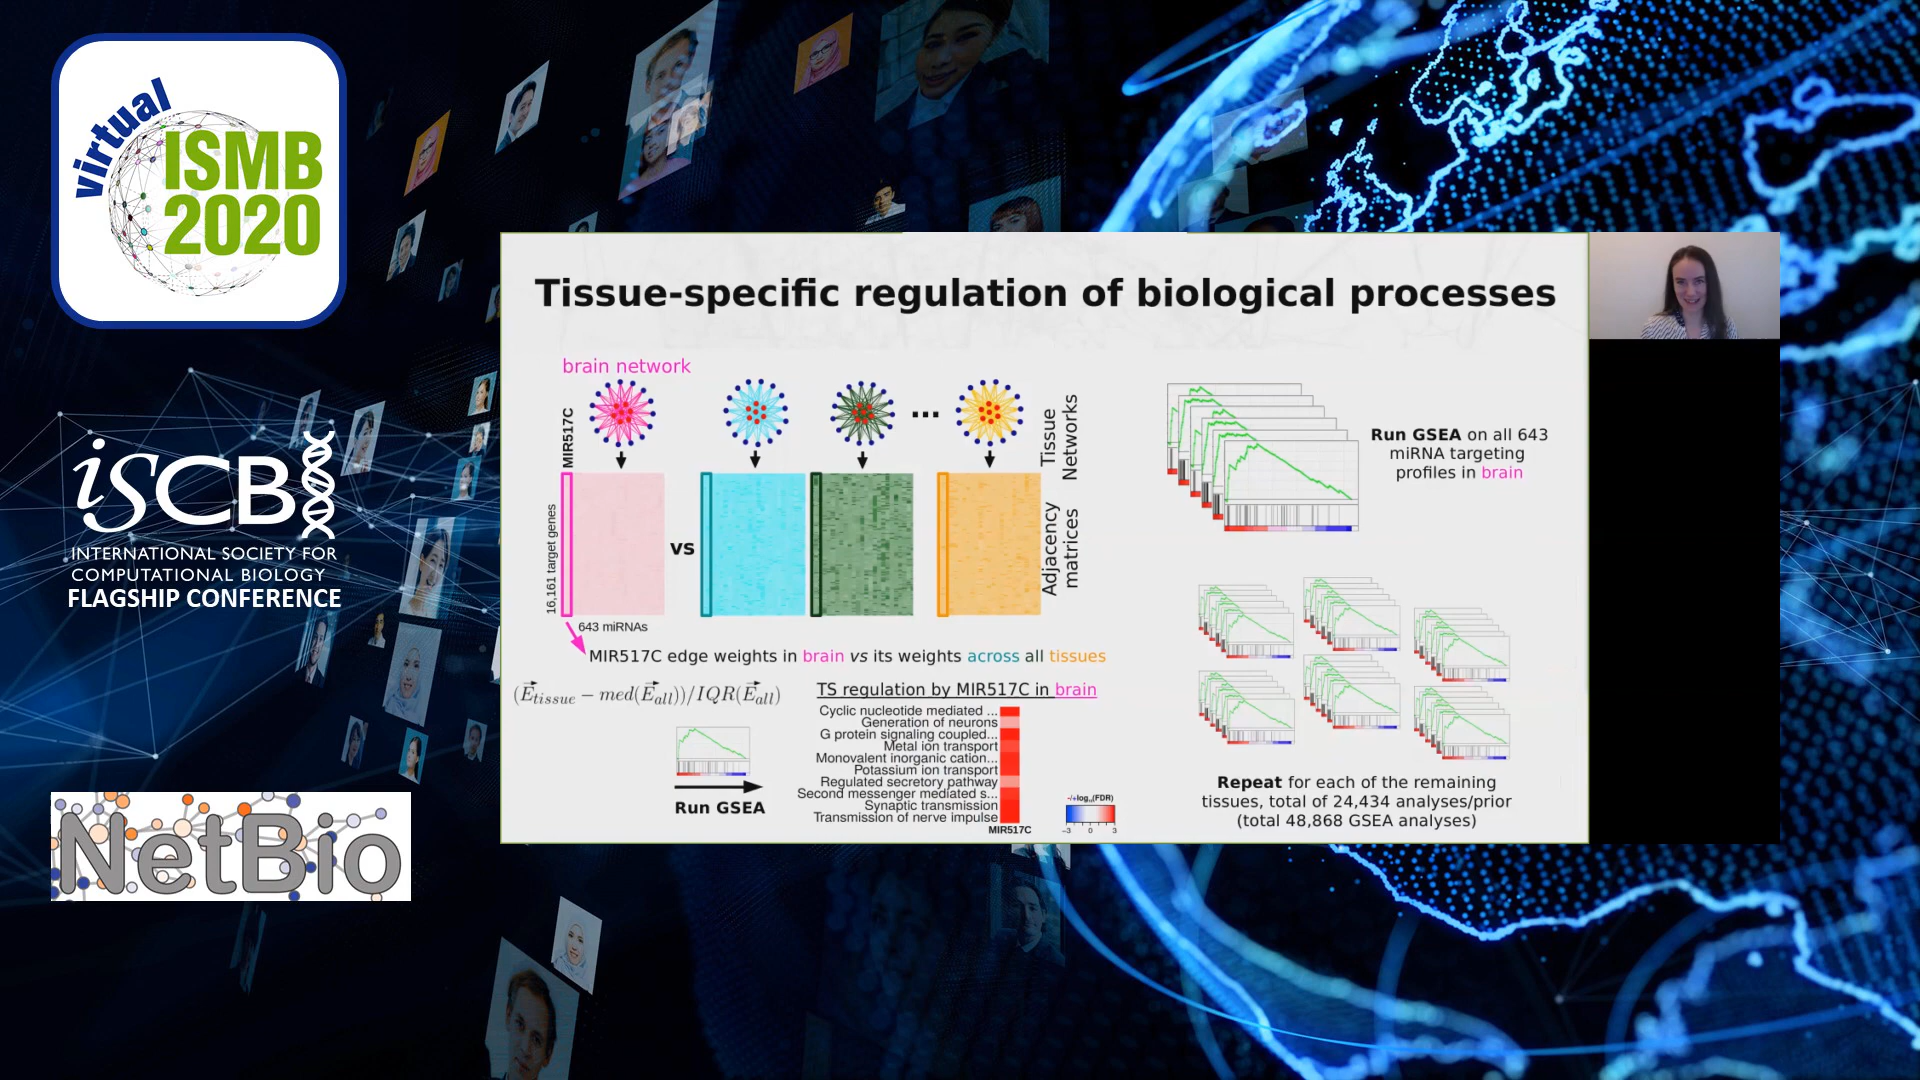 virtual
ISMB
2020
iSCB
INTERNATIONAL SOCIETY FOR
COMPUTATIONAL BIOLOGY
FLAGSHIP CONFERENCE
NetBio
Tissue-specific regulation of biological processes
brain network
MIR517C
...
Tissue
Networks
16,161 target genes
vs
Adjacency
matrices
643 miRNAs
MIR517C edge weights in brain vs its weights across all tissues
(E⃗tissue − med(E⃗all))/IQR(E⃗all)
Run GSEA
TS regulation by MIR517C in brain
Cyclic nucleotide mediated ...
Generation of neurons
G protein signaling coupled...
Metal ion transport
Monovalent inorganic cation...
Potassium ion transport
Regulated secretory pathway
Second messenger mediated s...
Synaptic transmission
Transmission of nerve impulse
MIR517C
-/+log₁₀(FDR)
−3 0 3
Run GSEA on all 643
miRNA targeting
profiles in brain
Repeat for each of the remaining
tissues, total of 24,434 analyses/prior
(total 48,868 GSEA analyses)